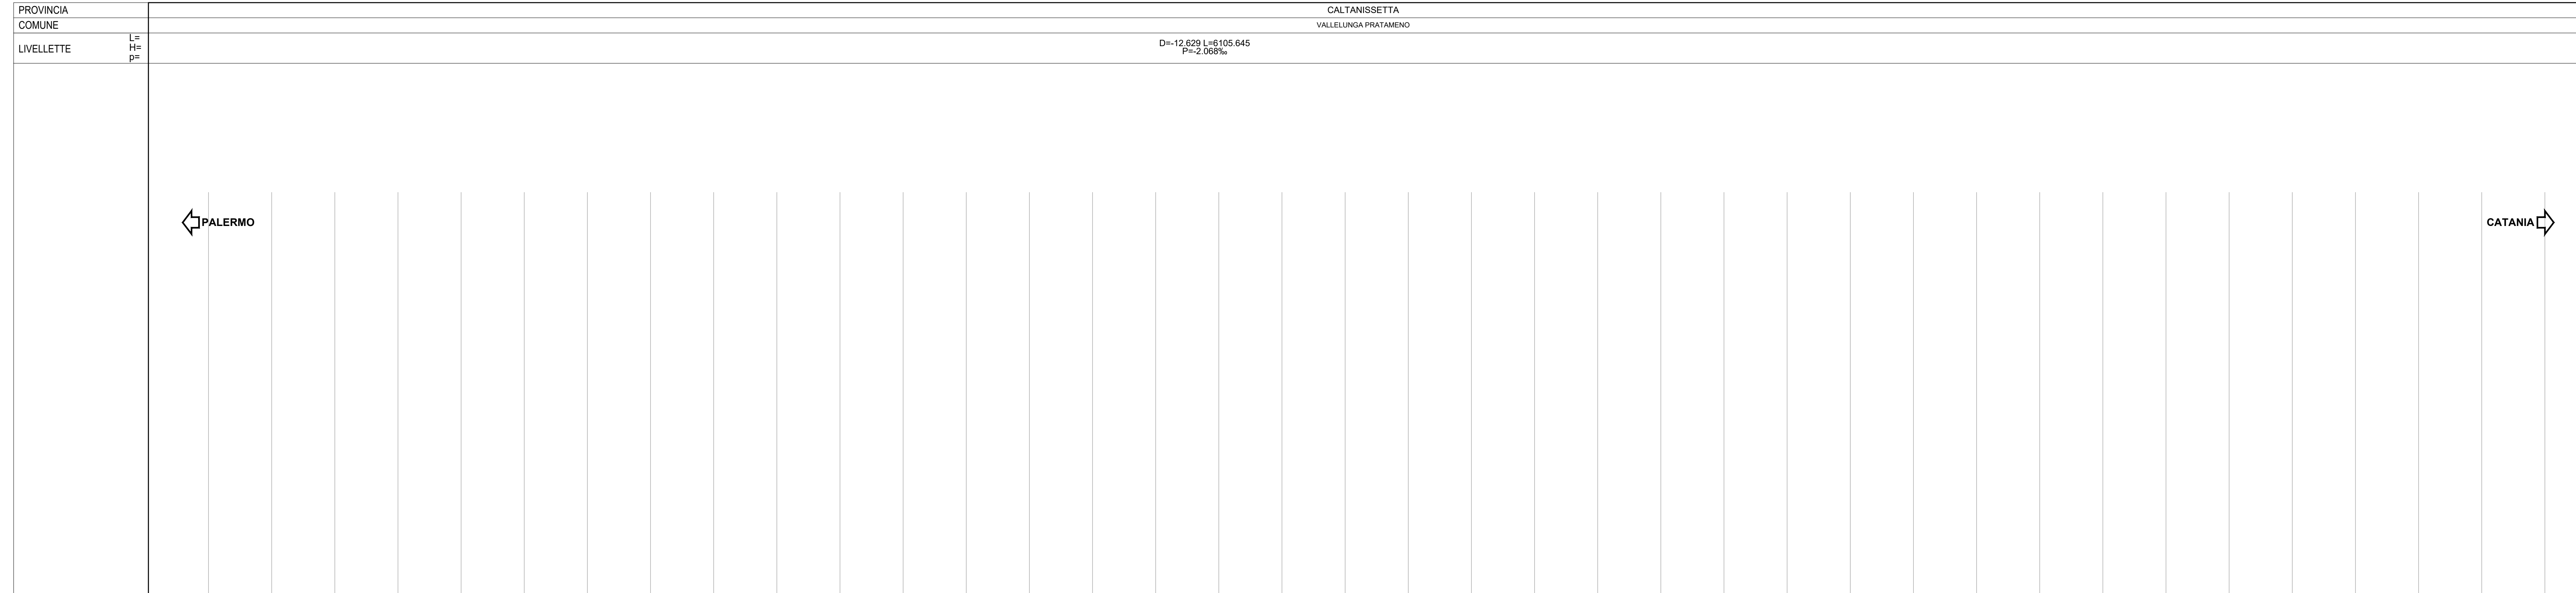 PROVINCIA
CALTANISSETTA
COMUNE
VALLELUNGA PRATAMENO
LIVELLETTE
L=
H=
p=
D=-12.629 L=6105.645
P=-2.068‰
PALERMO
CATANIA